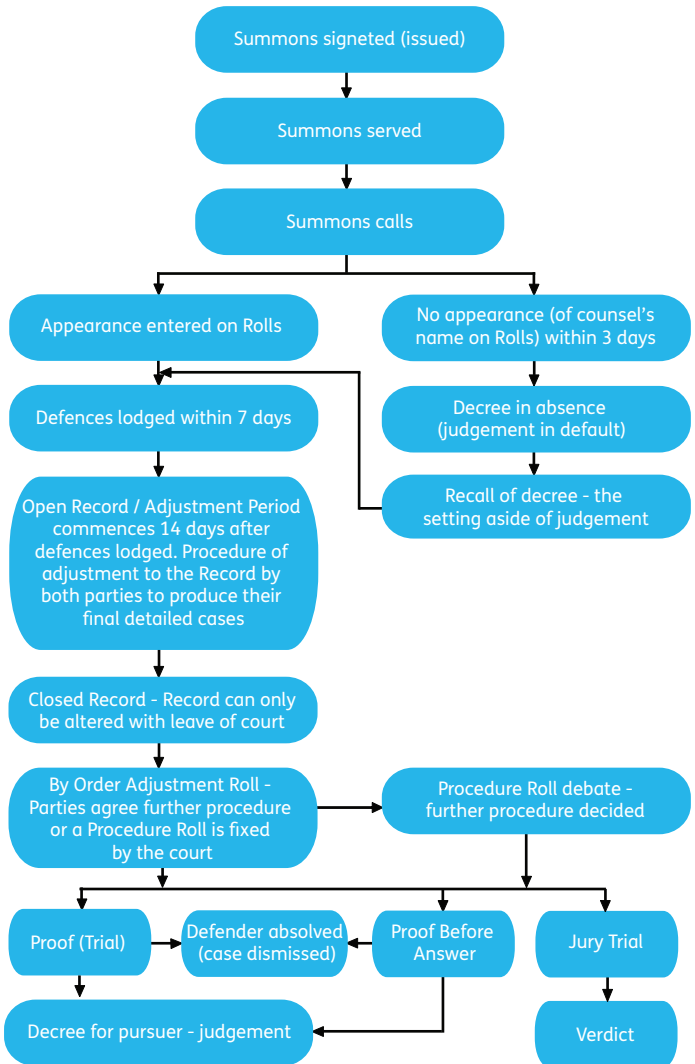 Summons signeted (issued)
Summons served
Summons calls
Appearance entered on Rolls
No appearance (of counsel's
name on Rolls) within 3 days
Defences lodged within 7 days
Decree in absence
(judgement in default)
Recall of decree - the
setting aside of judgement
Open Record / Adjustment Period
commences 14 days after
defences lodged. Procedure of
adjustment to the Record by
both parties to produce their
final detailed cases
Closed Record - Record can only
be altered with leave of court
By Order Adjustment Roll -
Parties agree further procedure
or a Procedure Roll is fixed
by the court
Procedure Roll debate -
further procedure decided
Proof (Trial)
Defender absolved
(case dismissed)
Proof Before
Answer
Jury Trial
Decree for pursuer - judgement
Verdict